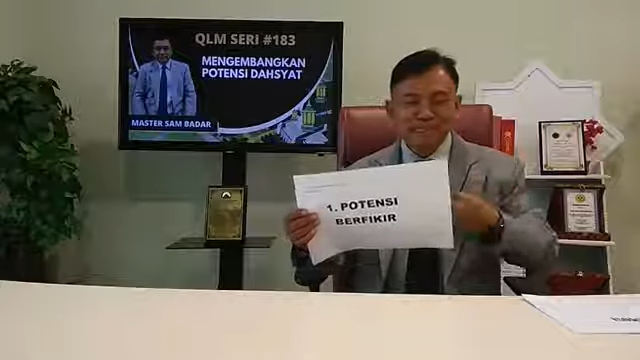 QLM SERI #183
MENGEMBANGKAN
POTENSI DAHSYAT
MASTER SAM BADAR
1. POTENSI
BERFIKIR